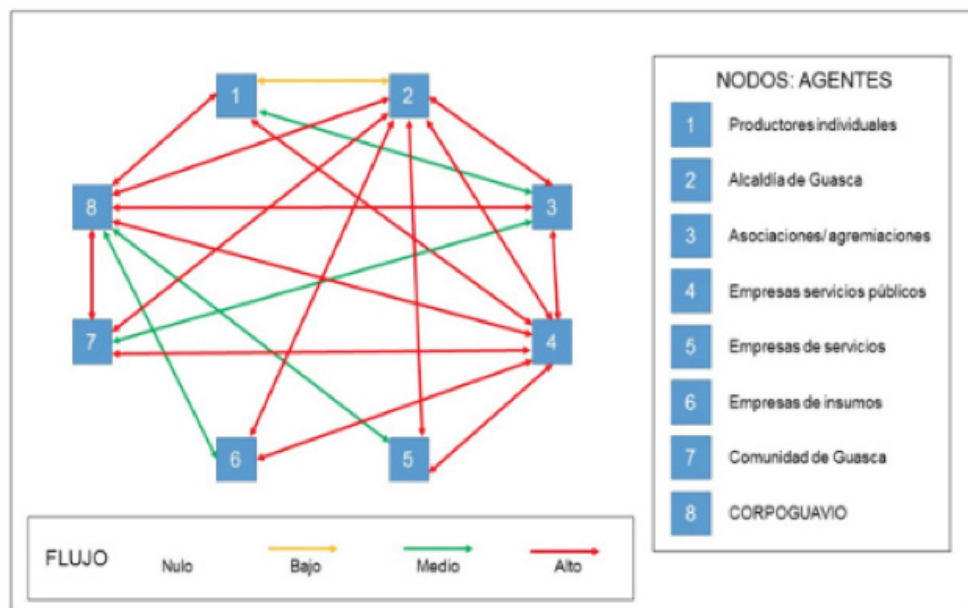 1
2
8
3
7
4
6
5
NODOS: AGENTES
1 Productores individuales
2 Alcaldía de Guasca
3 Asociaciones/ agremiaciones
4 Empresas servicios públicos
5 Empresas de servicios
6 Empresas de insumos
7 Comunidad de Guasca
8 CORPOGUAVIO
FLUJO
Nulo
Bajo
Medio
Alto